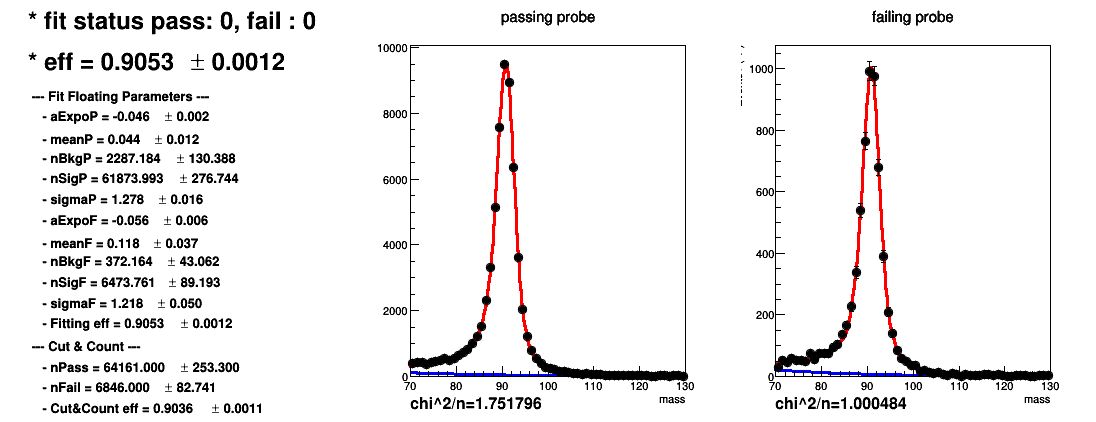 * fit status pass: 0, fail : 0
* eff = 0.9053 ± 0.0012
--- Fit Floating Parameters ---
- aExpoP = -0.046 ± 0.002
- meanP = 0.044 ± 0.012
- nBkgP = 2287.184 ± 130.388
- nSigP = 61873.993 ± 276.744
- sigmaP = 1.278 ± 0.016
- aExpoF = -0.056 ± 0.006
- meanF = 0.118 ± 0.037
- nBkgF = 372.164 ± 43.062
- nSigF = 6473.761 ± 89.193
- sigmaF = 1.218 ± 0.050
- Fitting eff = 0.9053 ± 0.0012
--- Cut & Count ---
- nPass = 64161.000 ± 253.300
- nFail = 6846.000 ± 82.741
- Cut&Count eff = 0.9036 ± 0.0011
passing probe
10000
8000
6000
4000
2000
0
70 80 90 100 110 120 130
mass
chi^2/n=1.751796
failing probe
1000
800
600
400
200
0
70 80 90 100 110 120 130
mass
chi^2/n=1.000484